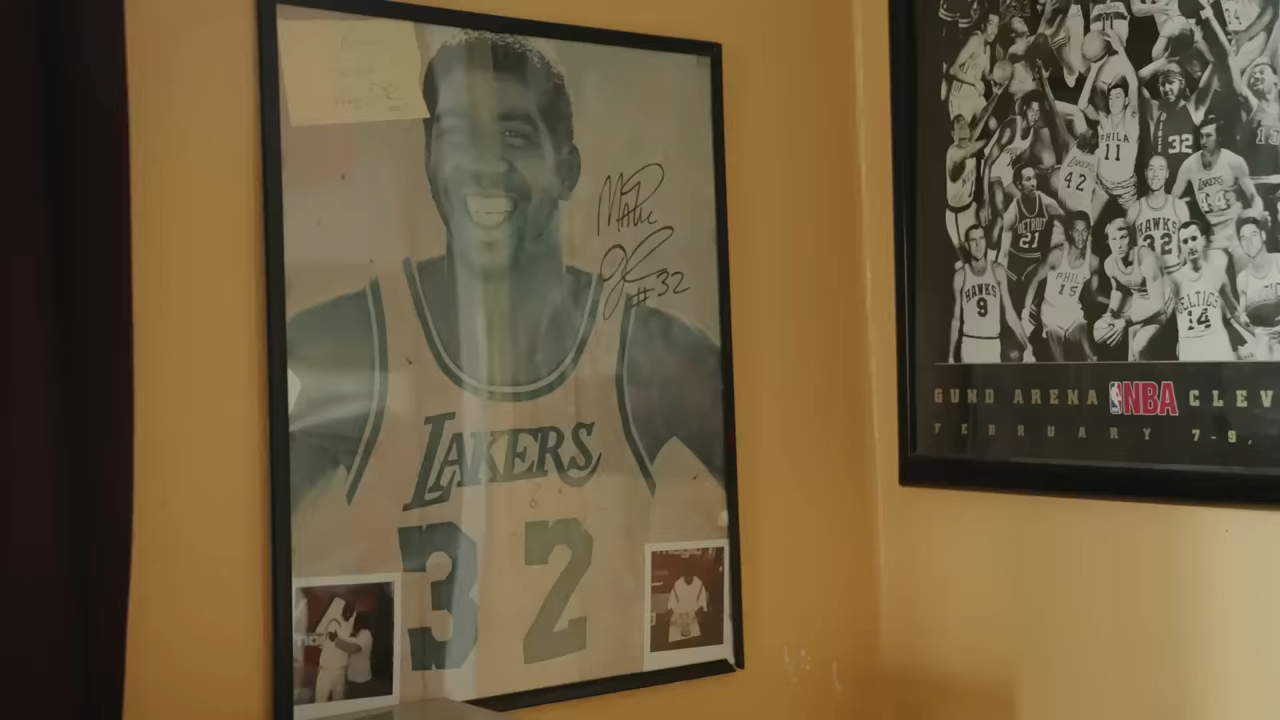 Magic
J
#32
LAKERS
32
PHILA
11
32
LAKERS
42
LAKERS
44
DETROIT
21
HAWKS
32
PHILA
15
HAWKS
9
CELTICS
14
GUND ARENA NBA CLEV
FEBRUARY 7-9,